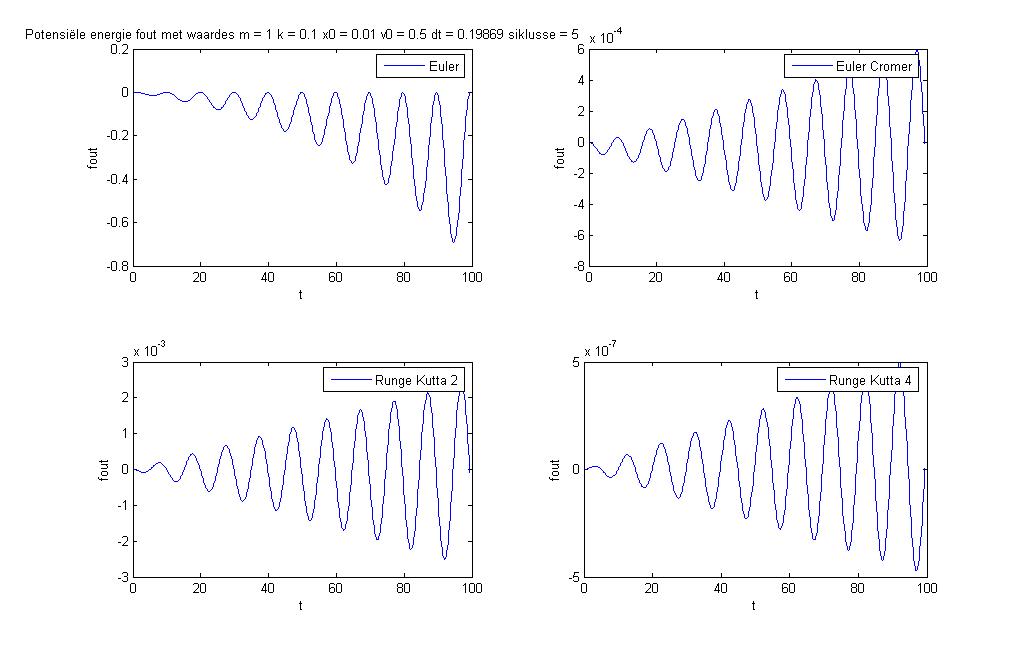 Potensiële energie fout met waardes m = 1 k = 0.1 x0 = 0.01 v0 = 0.5 dt = 0.19869 siklusse = 5
0.2
0
-0.2
-0.4
-0.6
-0.8
fout
Euler
0 20 40 60 80 100
t
x 10-4
6
4
2
0
-2
-4
-6
-8
fout
Euler Cromer
0 20 40 60 80 100
t
x 10-3
3
2
1
0
-1
-2
-3
fout
Runge Kutta 2
0 20 40 60 80 100
t
x 10-7
5
0
-5
fout
Runge Kutta 4
0 20 40 60 80 100
t